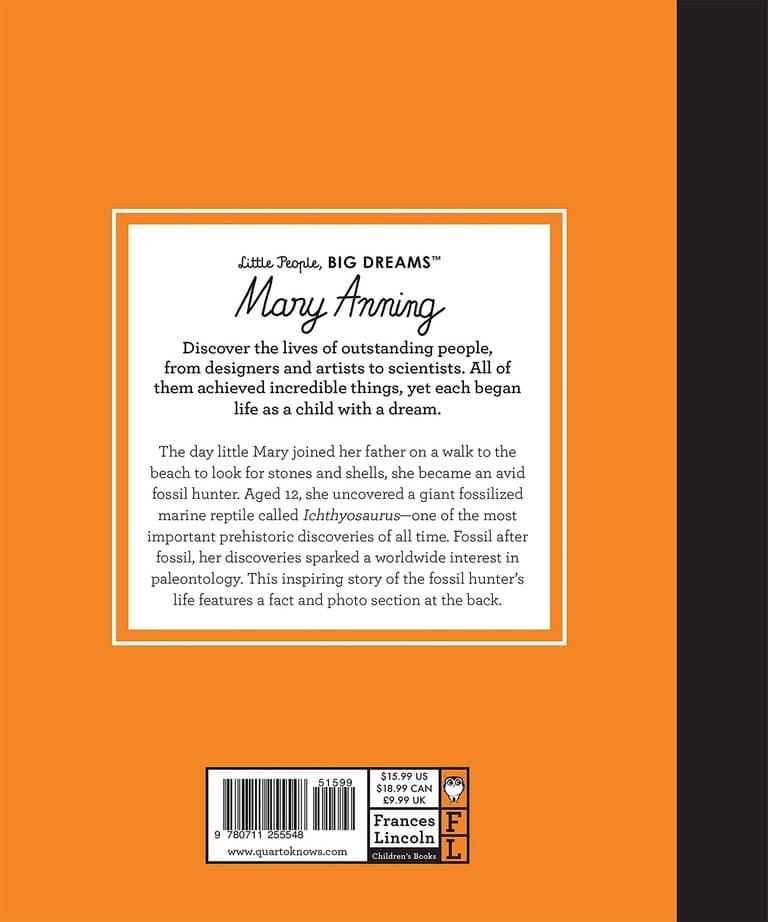 Little People, BIG DREAMS™
Mary Anning
Discover the lives of outstanding people,
from designers and artists to scientists. All of
them achieved incredible things, yet each began
life as a child with a dream.
The day little Mary joined her father on a walk to the
beach to look for stones and shells, she became an avid
fossil hunter. Aged 12, she uncovered a giant fossilized
marine reptile called Ichthyosaurus—one of the most
important prehistoric discoveries of all time. Fossil after
fossil, her discoveries sparked a worldwide interest in
paleontology. This inspiring story of the fossil hunter's
life features a fact and photo section at the back.
51599
9 780711 255548
www.quartoknows.com
$15.99 US
$18.99 CAN
£9.99 UK
Frances
Lincoln
Children's Books
F
L